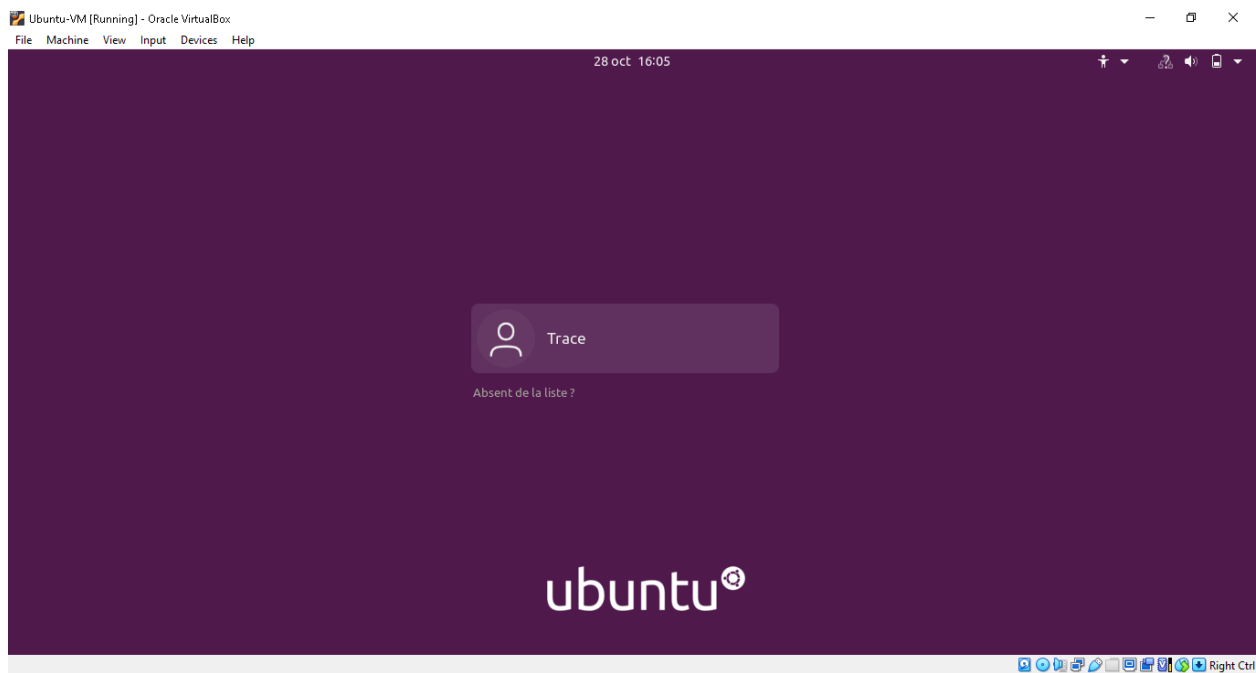 Ubuntu-VM [Running] - Oracle VirtualBox
File Machine View Input Devices Help
28 oct 16:05
Trace
Absent de la liste ?
ubuntu
Right Ctrl